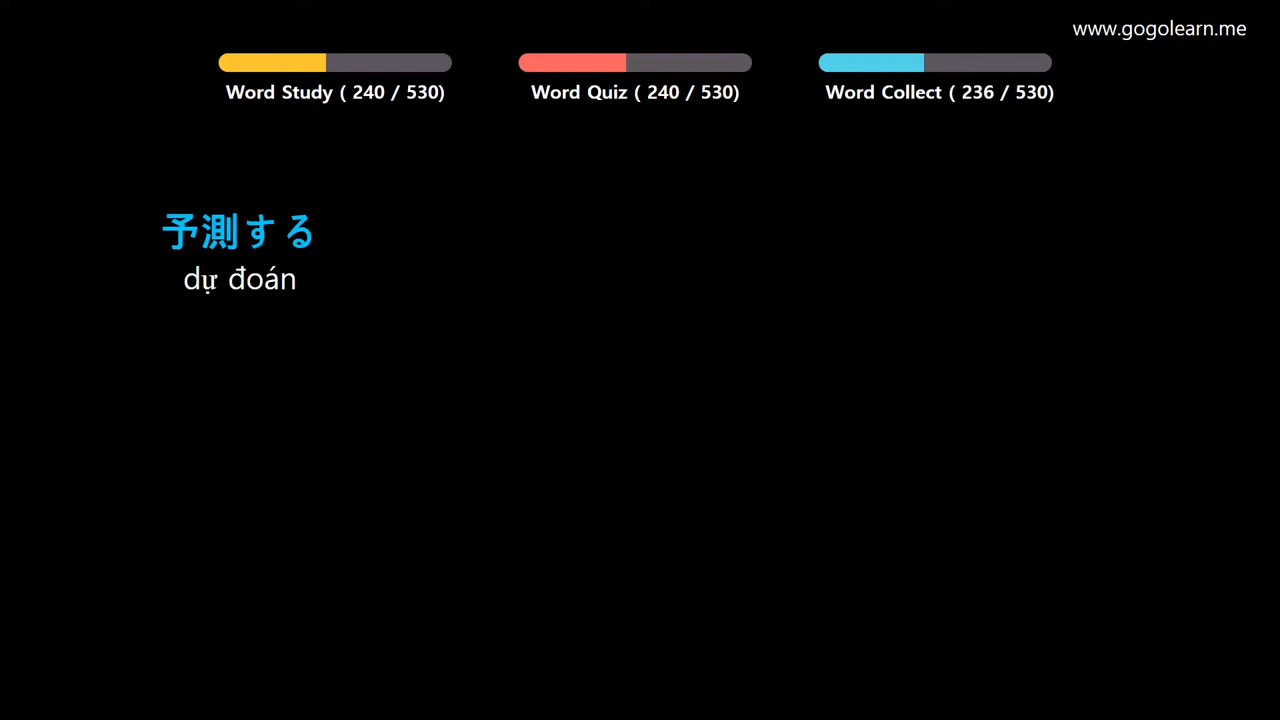 www.gogolearn.me
Word Study ( 240 / 530)
Word Quiz ( 240 / 530)
Word Collect ( 236 / 530)
予測する
dự đoán